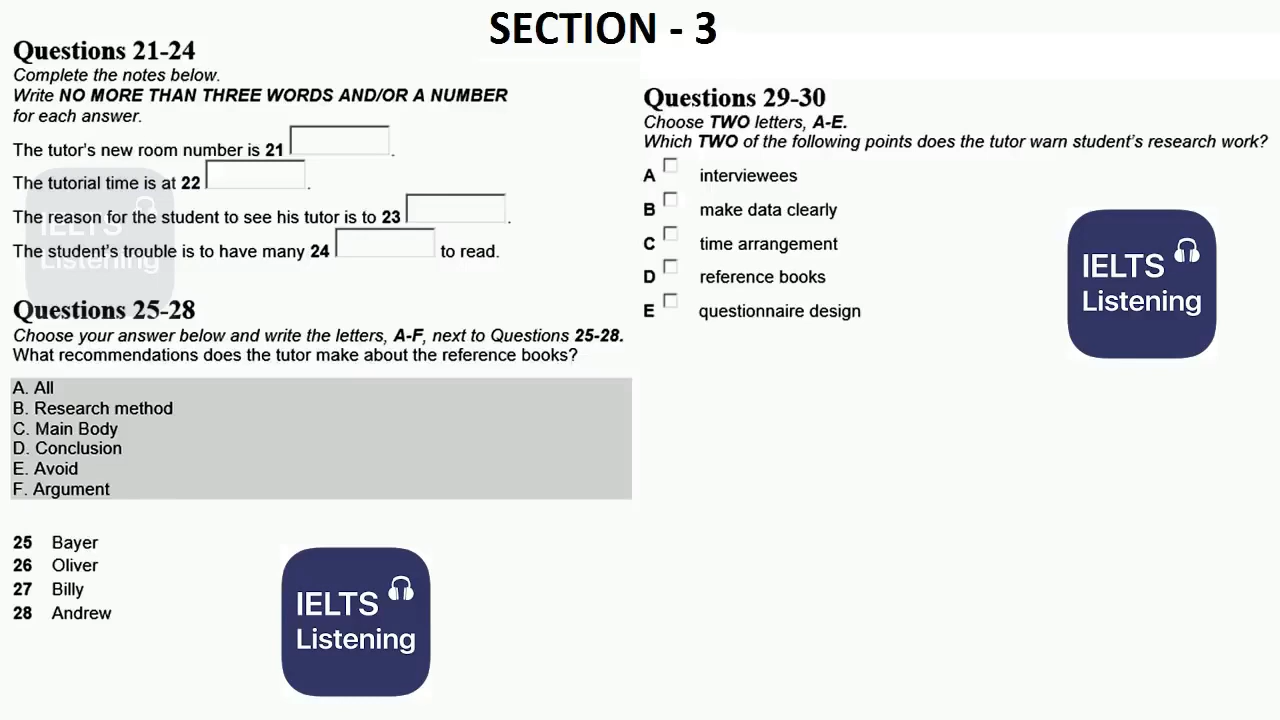 SECTION - 3
Questions 21-24
Complete the notes below.
Write NO MORE THAN THREE WORDS AND/OR A NUMBER
for each answer.
The tutor's new room number is 21 .
The tutorial time is at 22 .
The reason for the student to see his tutor is to 23 .
The student's trouble is to have many 24 to read.
IELTS
Listening
Questions 25-28
Choose your answer below and write the letters, A-F, next to Questions 25-28.
What recommendations does the tutor make about the reference books?
A. All
B. Research method
C. Main Body
D. Conclusion
E. Avoid
F. Argument
25 Bayer
26 Oliver
27 Billy
28 Andrew
IELTS
Listening
Questions 29-30
Choose TWO letters, A-E.
Which TWO of the following points does the tutor warn student's research work?
A interviewees
B make data clearly
C time arrangement
D reference books
E questionnaire design
IELTS
Listening